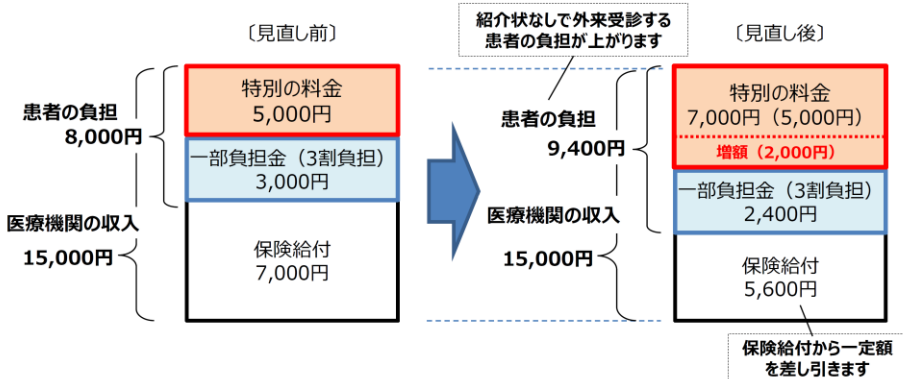 〔見直し前〕
患者の負担
8,000円
医療機関の収入
15,000円
特別の料金
5,000円
一部負担金（3割負担）
3,000円
保険給付
7,000円
紹介状なしで外来受診する
患者の負担が上がります
〔見直し後〕
患者の負担
9,400円
医療機関の収入
15,000円
特別の料金
7,000円（5,000円）
増額（2,000円）
一部負担金（3割負担）
2,400円
保険給付
5,600円
保険給付から一定額
を差し引きます